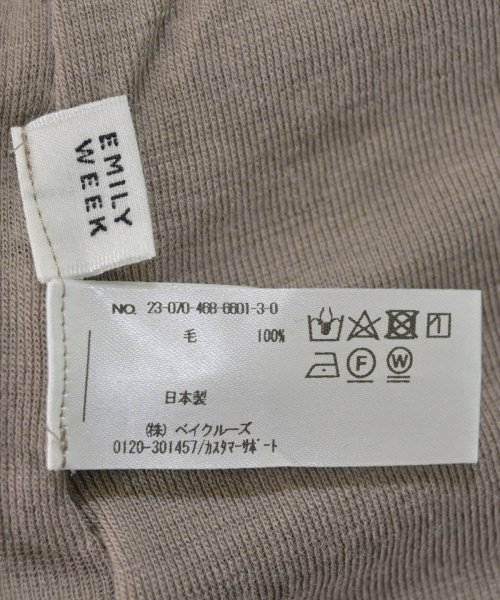 EMILY
WEEK
NO. 23-070-468-6601-3-0
毛 100%
日本製
(株) ベイクルーズ
0120-301457/カスタマーサポート
F W